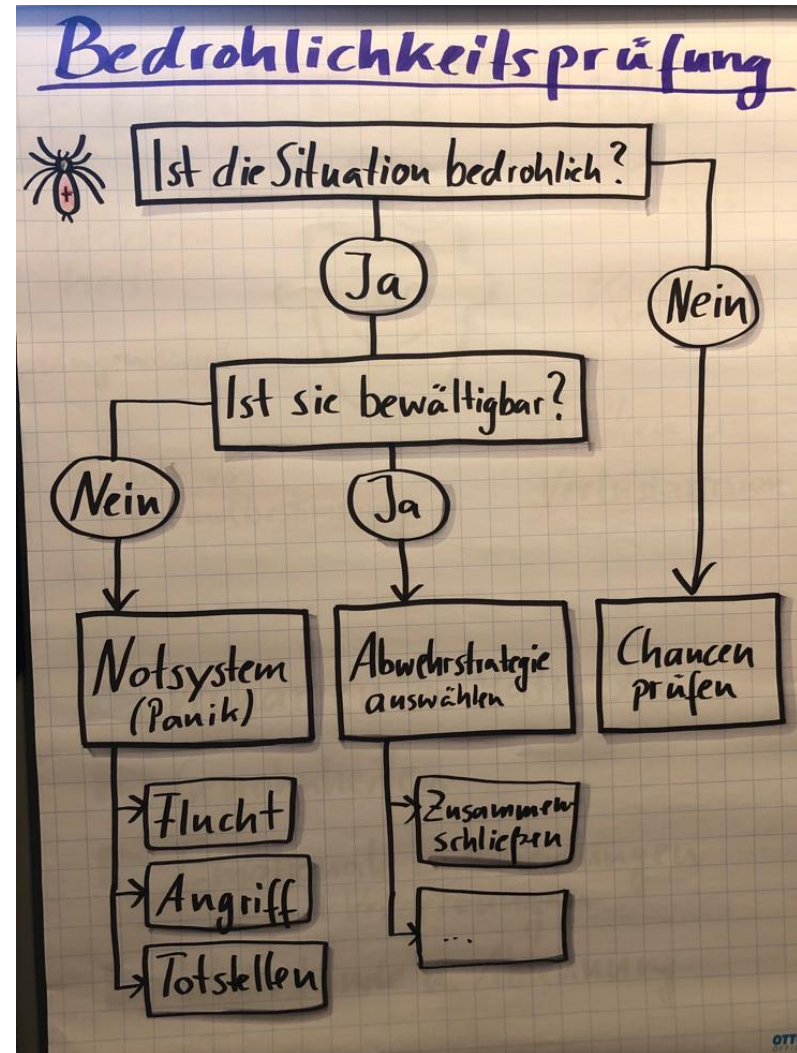 Bedrohlichkeitsprüfung
Ist die Situation bedrohlich?
Ja
Nein
Ist sie bewältigbar?
Nein
Ja
Notsystem
(Panik)
Abwehrstrategie
auswählen
Chancen
prüfen
Flucht
Angriff
Totstellen
Zusammen-
schließen
...
OTTO